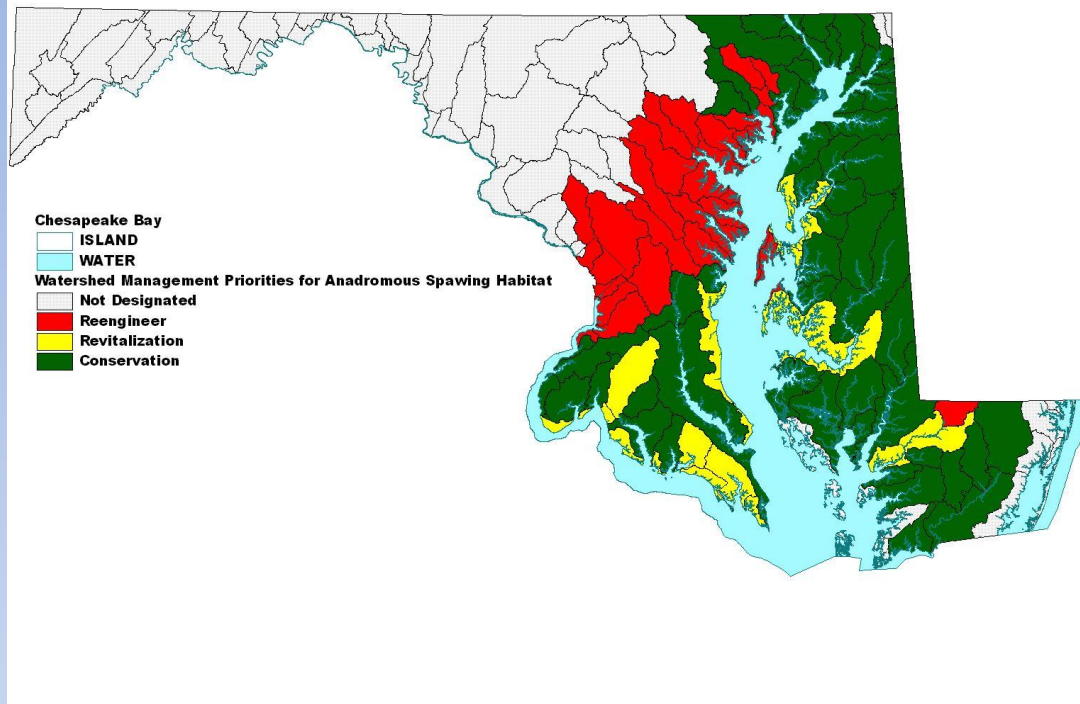 Chesapeake Bay
ISLAND
WATER
Watershed Management Priorities for Anadromous Spawing Habitat
Not Designated
Reengineer
Revitalization
Conservation